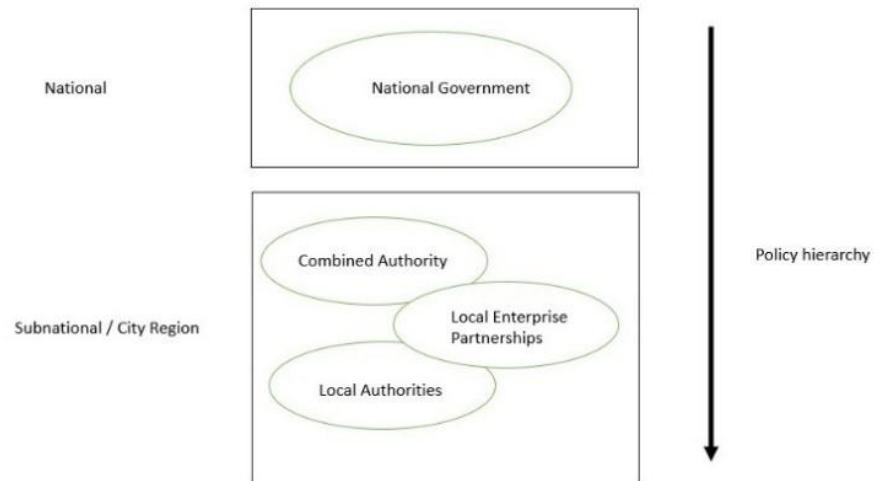 National
National Government
Combined Authority
Policy hierarchy
Local Enterprise
Partnerships
Subnational / City Region
Local Authorities